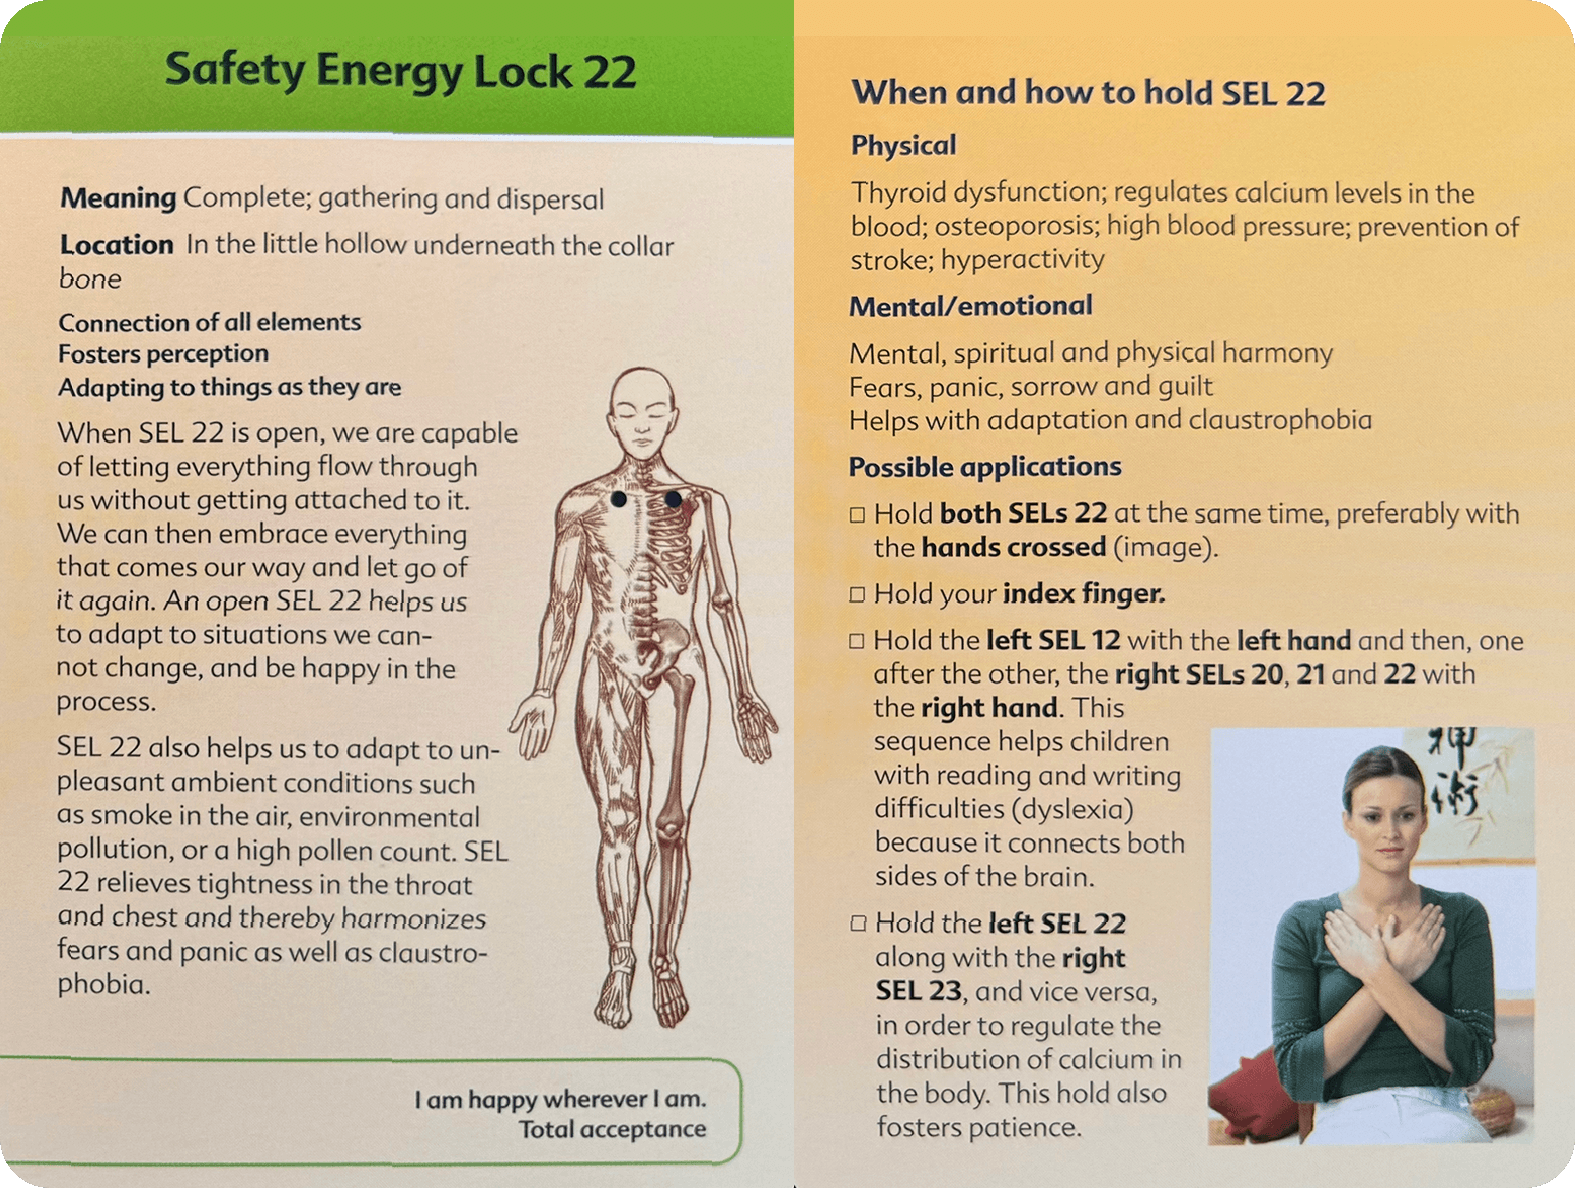 Safety Energy Lock 22
Meaning Complete; gathering and dispersal
Location In the little hollow underneath the collar
bone
Connection of all elements
Fosters perception
Adapting to things as they are
When SEL 22 is open, we are capable
of letting everything flow through
us without getting attached to it.
We can then embrace everything
that comes our way and let go of
it again. An open SEL 22 helps us
to adapt to situations we can-
not change, and be happy in the
process.
SEL 22 also helps us to adapt to un-
pleasant ambient conditions such
as smoke in the air, environmental
pollution, or a high pollen count. SEL
22 relieves tightness in the throat
and chest and thereby harmonizes
fears and panic as well as claustro-
phobia.
I am happy wherever I am.
Total acceptance
When and how to hold SEL 22
Physical
Thyroid dysfunction; regulates calcium levels in the
blood; osteoporosis; high blood pressure; prevention of
stroke; hyperactivity
Mental/emotional
Mental, spiritual and physical harmony
Fears, panic, sorrow and guilt
Helps with adaptation and claustrophobia
Possible applications
□ Hold both SELs 22 at the same time, preferably with
the hands crossed (image).
□ Hold your index finger.
□ Hold the left SEL 12 with the left hand and then, one
after the other, the right SELs 20, 21 and 22 with
the right hand. This
sequence helps children
with reading and writing
difficulties (dyslexia)
because it connects both
sides of the brain.
□ Hold the left SEL 22
along with the right
SEL 23, and vice versa,
in order to regulate the
distribution of calcium in
the body. This hold also
fosters patience.
術